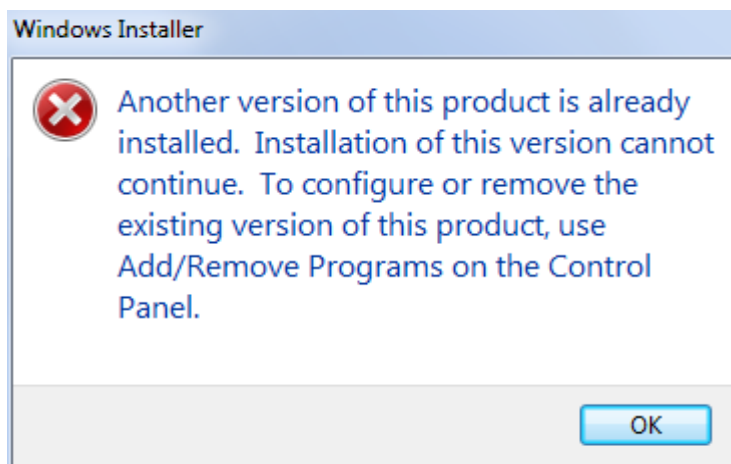 Windows Installer
Another version of this product is already
installed.  Installation of this version cannot
continue.  To configure or remove the
existing version of this product, use
Add/Remove Programs on the Control
Panel.
OK